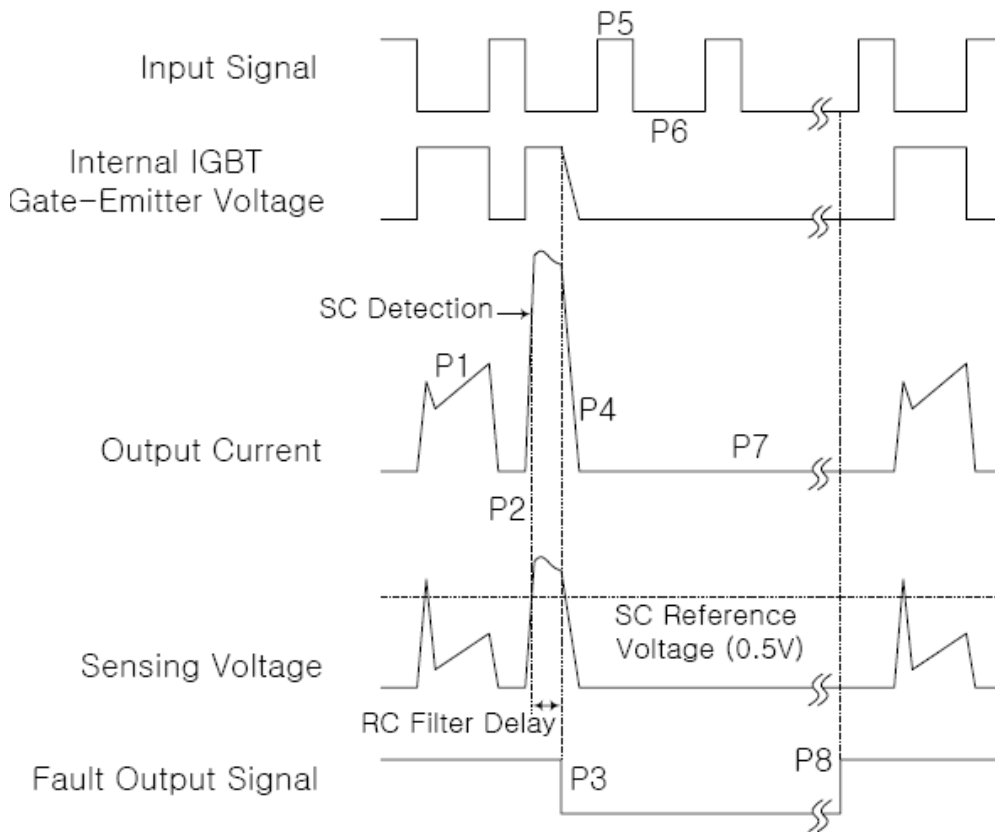 P5
Input Signal
P6
Internal IGBT
Gate-Emitter Voltage
SC Detection
P1
P4
Output Current
P7
P2
SC Reference
Voltage (0.5V)
Sensing Voltage
RC Filter Delay
P8
Fault Output Signal
P3